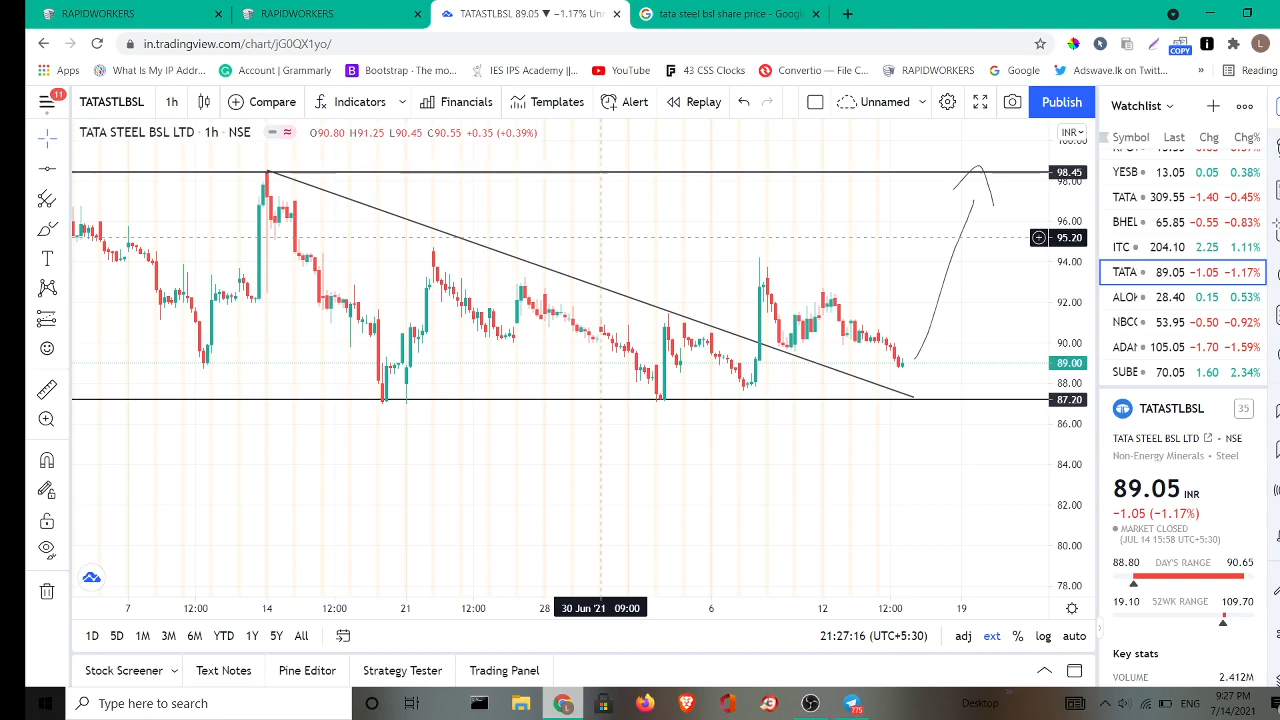 RAPIDWORKERS
RAPIDWORKERS
TATASTLBSL 89.05 ▼ −1.17% Un
tata steel bsl share price - Google
in.tradingview.com/chart/jG0QX1yo/
COPY
L
Apps
What Is My IP Addr...
Account | Grammarly
Bootstrap - The mo...
IES IPS Academy ||...
YouTube
43 SSC Clocks
Convertio — File C...
RAPIDWORKERS
Google
Adswave.Ik on Twitt...
»
Reading
11
TATASTLBSL
1h
Compare
Indicators
Financials
Templates
Alert
Replay
Unnamed
Publish
Watchlist
TATA STEEL BSL LTD · 1h · NSE
O90.80 H91.25 L90.45 C90.55 +0.35 (+0.39%)
INR
Symbol Last Chg Chg%
YESB 13.05 0.05 0.38%
TATA 309.55 −1.40 −0.45%
BHEL 65.85 −0.55 −0.83%
ITC 204.10 2.25 1.11%
TATA 89.05 −1.05 −1.17%
ALOK 28.40 0.15 0.53%
NBCC 53.95 −0.50 −0.92%
ADAN 105.05 −1.70 −1.59%
SUBE 70.05 1.60 2.34%
100.00
98.45
98.00
96.00
95.20
94.00
92.00
90.00
89.00
88.00
87.20
86.00
84.00
82.00
80.00
78.00
TATASTLBSL
35
TATA STEEL BSL LTD • NSE
Non-Energy Minerals • Steel
89.05 INR
−1.05 (−1.17%)
MARKET CLOSED
(JUL 14 15:58 UTC+5:30)
88.80 DAY'S RANGE 90.65
19.10 52WK RANGE 109.70
Key stats
VOLUME 2.412M
7 12:00 14 12:00 21 12:00 28 30 Jun '21 09:00 6 12 12:00 19
1D 5D 1M 3M 6M YTD 1Y 5Y All
21:27:16 (UTC+5:30)
adj ext % log auto
Stock Screener
Text Notes
Pine Editor
Strategy Tester
Trading Panel
Type here to search
775
Desktop
»
ENG
9:27 PM
7/14/2021